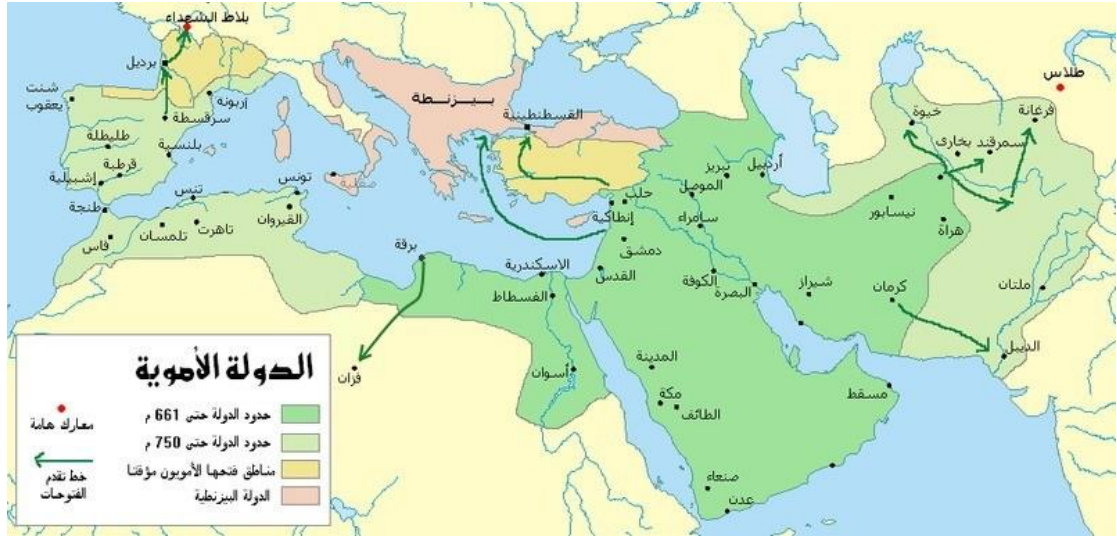 بلاط الشهداء
برديل
شنت
يعقوب
أربونه
سرقسطة
طليطلة
بلنسية
قرطبة
إشبيلية
طنجة
فاس
تلمسان
تاهرت
تنس
تونس
القيروان
صقلية
بيزنطة
القسطنطينية
برقة
الاسكندرية
الفسطاط
أسوان
فزان
حلب
إنطاكية
دمشق
القدس
الموصل
تبريز
أردبيل
سامراء
الكوفة
البصرة
شيراز
كرمان
نيسابور
هراة
خيوة
بخارى
سمرقند
فرغانة
طلاس
ملتان
الديبل
مسقط
المدينة
مكة
الطائف
صنعاء
عدن
الدولة الأموية
حدود الدولة حتى 661 م
حدود الدولة حتى 750 م
مناطق فتحها الأمويون مؤقتا
الدولة البيزنطية
معارك هامة
خط تقدم
الفتوحات